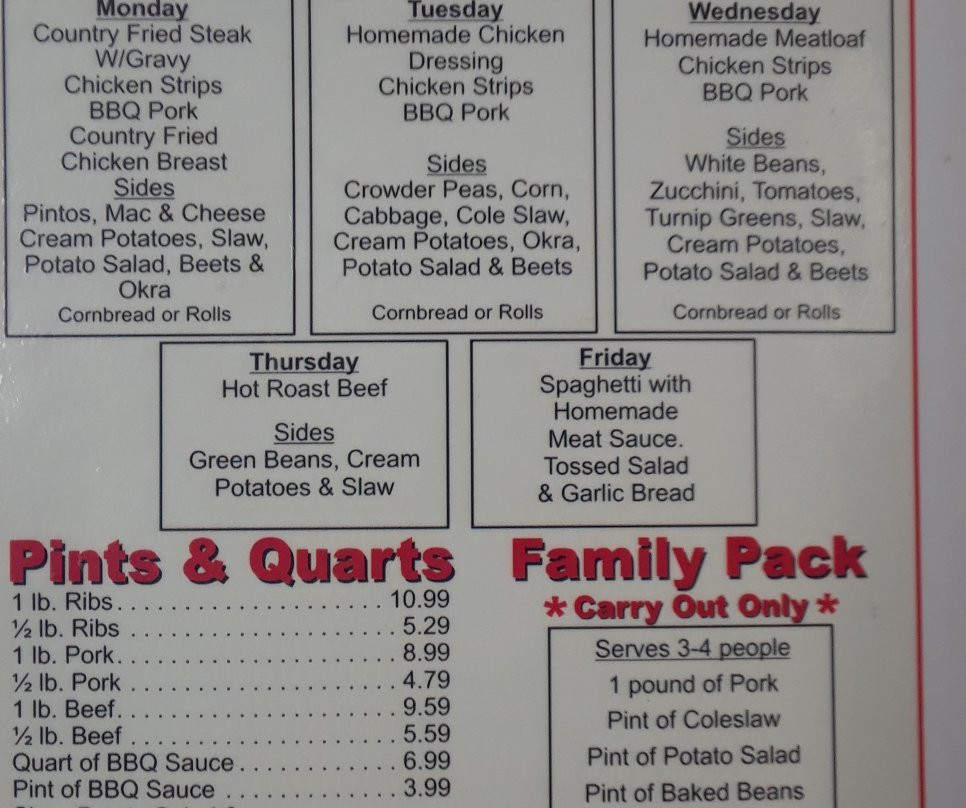 Monday
Country Fried Steak
W/Gravy
Chicken Strips
BBQ Pork
Country Fried
Chicken Breast
Sides
Pintos, Mac & Cheese
Cream Potatoes, Slaw,
Potato Salad, Beets &
Okra
Cornbread or Rolls
Tuesday
Homemade Chicken
Dressing
Chicken Strips
BBQ Pork
Sides
Crowder Peas, Corn,
Cabbage, Cole Slaw,
Cream Potatoes, Okra,
Potato Salad & Beets
Cornbread or Rolls
Wednesday
Homemade Meatloaf
Chicken Strips
BBQ Pork
Sides
White Beans,
Zucchini, Tomatoes,
Turnip Greens, Slaw,
Cream Potatoes,
Potato Salad & Beets
Cornbread or Rolls
Thursday
Hot Roast Beef
Sides
Green Beans, Cream
Potatoes & Slaw
Friday
Spaghetti with
Homemade
Meat Sauce.
Tossed Salad
& Garlic Bread
Pints & Quarts
1 lb. Ribs. . . . . . . . . . . . . . . . . . . . . 10.99
½ lb. Ribs . . . . . . . . . . . . . . . . . . . . . 5.29
1 lb. Pork. . . . . . . . . . . . . . . . . . . . . . 8.99
½ lb. Pork . . . . . . . . . . . . . . . . . . . . . 4.79
1 lb. Beef. . . . . . . . . . . . . . . . . . . . . . 9.59
½ lb. Beef . . . . . . . . . . . . . . . . . . . . . 5.59
Quart of BBQ Sauce . . . . . . . . . . . . 6.99
Pint of BBQ Sauce . . . . . . . . . . . . . 3.99
Family Pack
* Carry Out Only *
Serves 3-4 people
1 pound of Pork
Pint of Coleslaw
Pint of Potato Salad
Pint of Baked Beans